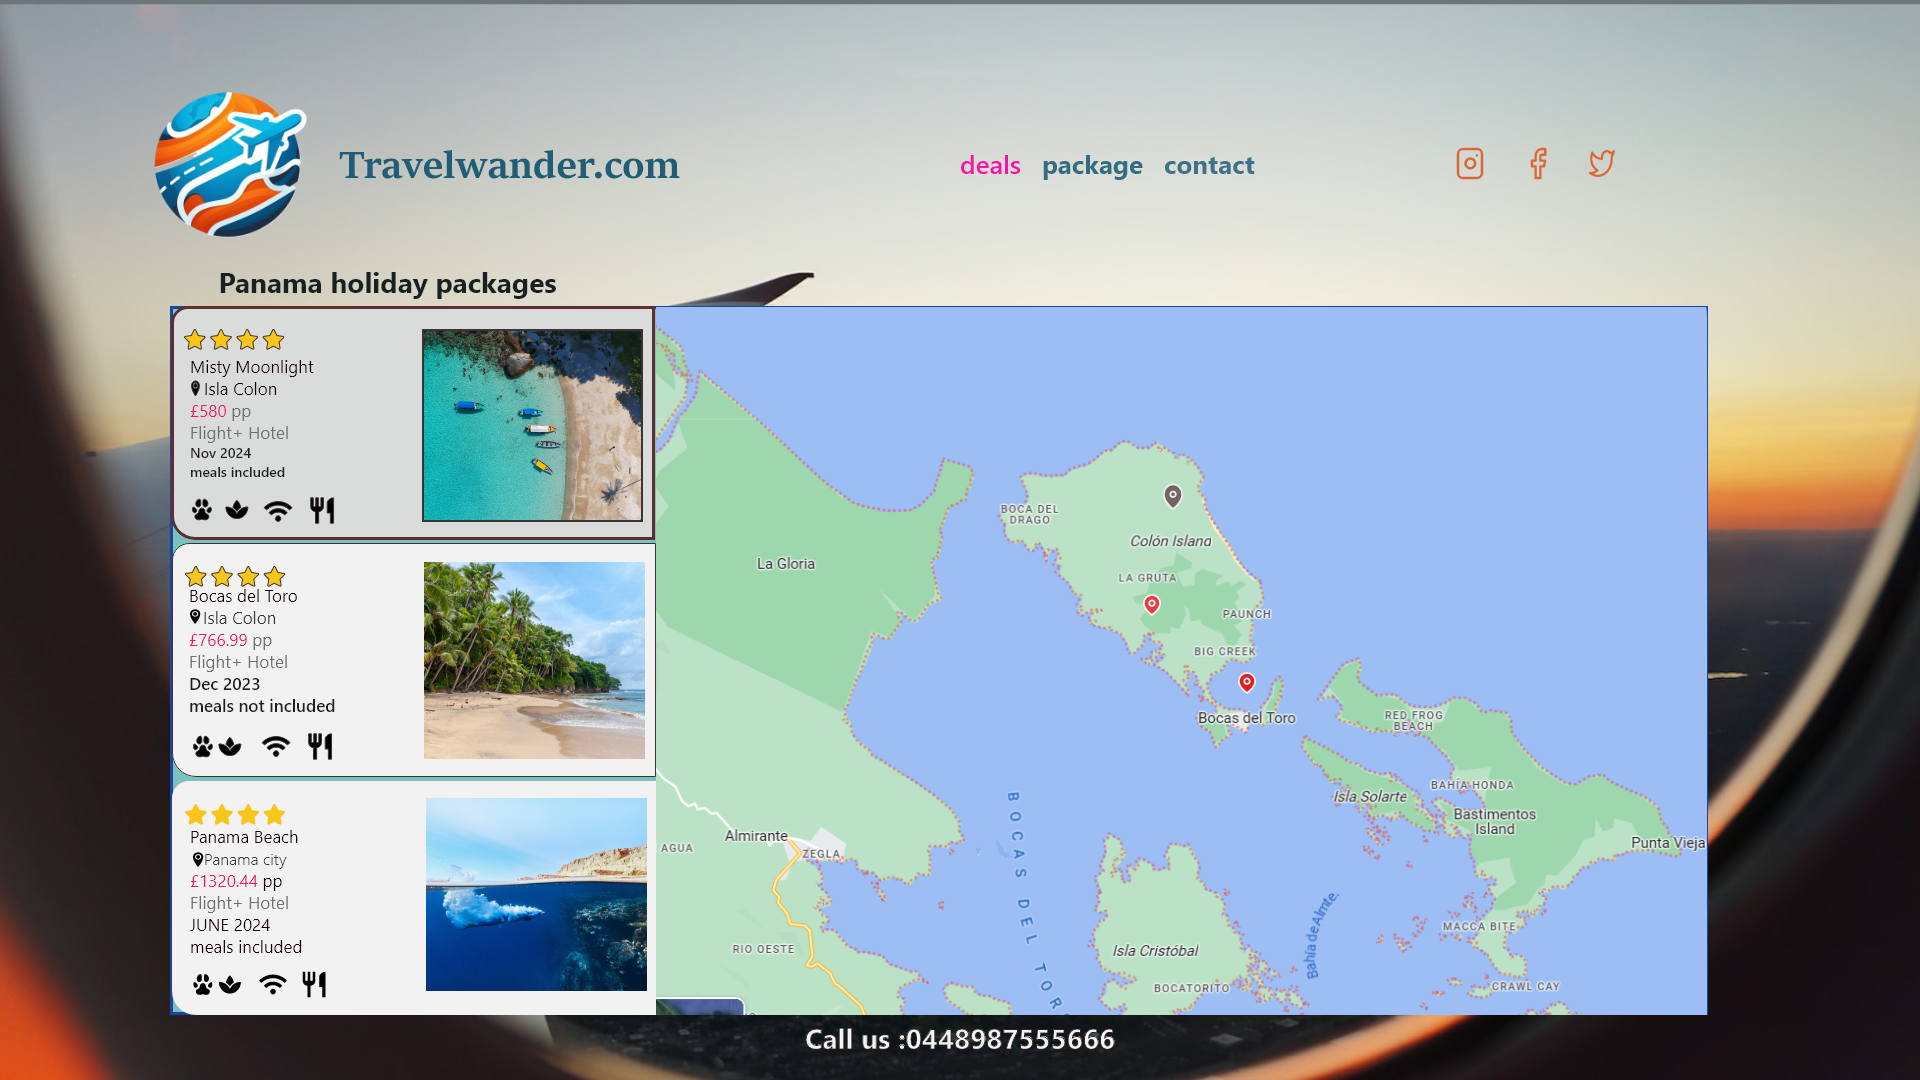 Travelwander.com
deals package contact
Panama holiday packages
Misty Moonlight
Isla Colon
£580 pp
Flight+ Hotel
Nov 2024
meals included
Bocas del Toro
Isla Colon
£766.99 pp
Flight+ Hotel
Dec 2023
meals not included
Panama Beach
Panama city
£1320.44 pp
Flight+ Hotel
JUNE 2024
meals included
BOCA DEL
DRAGO
Colón Island
La Gloria
LA GRUTA
PAUNCH
BIG CREEK
Bocas del Toro
RED FROG
BEACH
BAHÍA HONDA
Isla Solarte
Bastimentos
Island
Punta Vieja
Almirante
AGUA
ZEGLA
BOCAS DEL TORO
Bahía de Almte.
MACCA BITE
RIO OESTE
Isla Cristóbal
BOCATORITO
CRAWL CAY
Call us :0448987555666